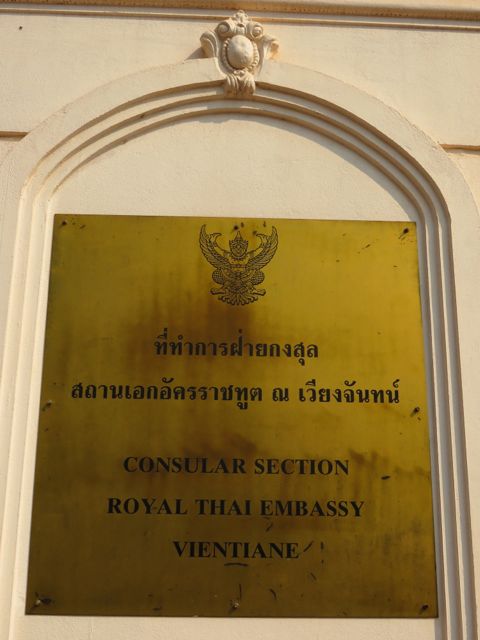 ที่ทำการฝ่ายกงสุล
สถานเอกอัครราชทูต ณ เวียงจันทน์
CONSULAR SECTION
ROYAL THAI EMBASSY
VIENTIANE